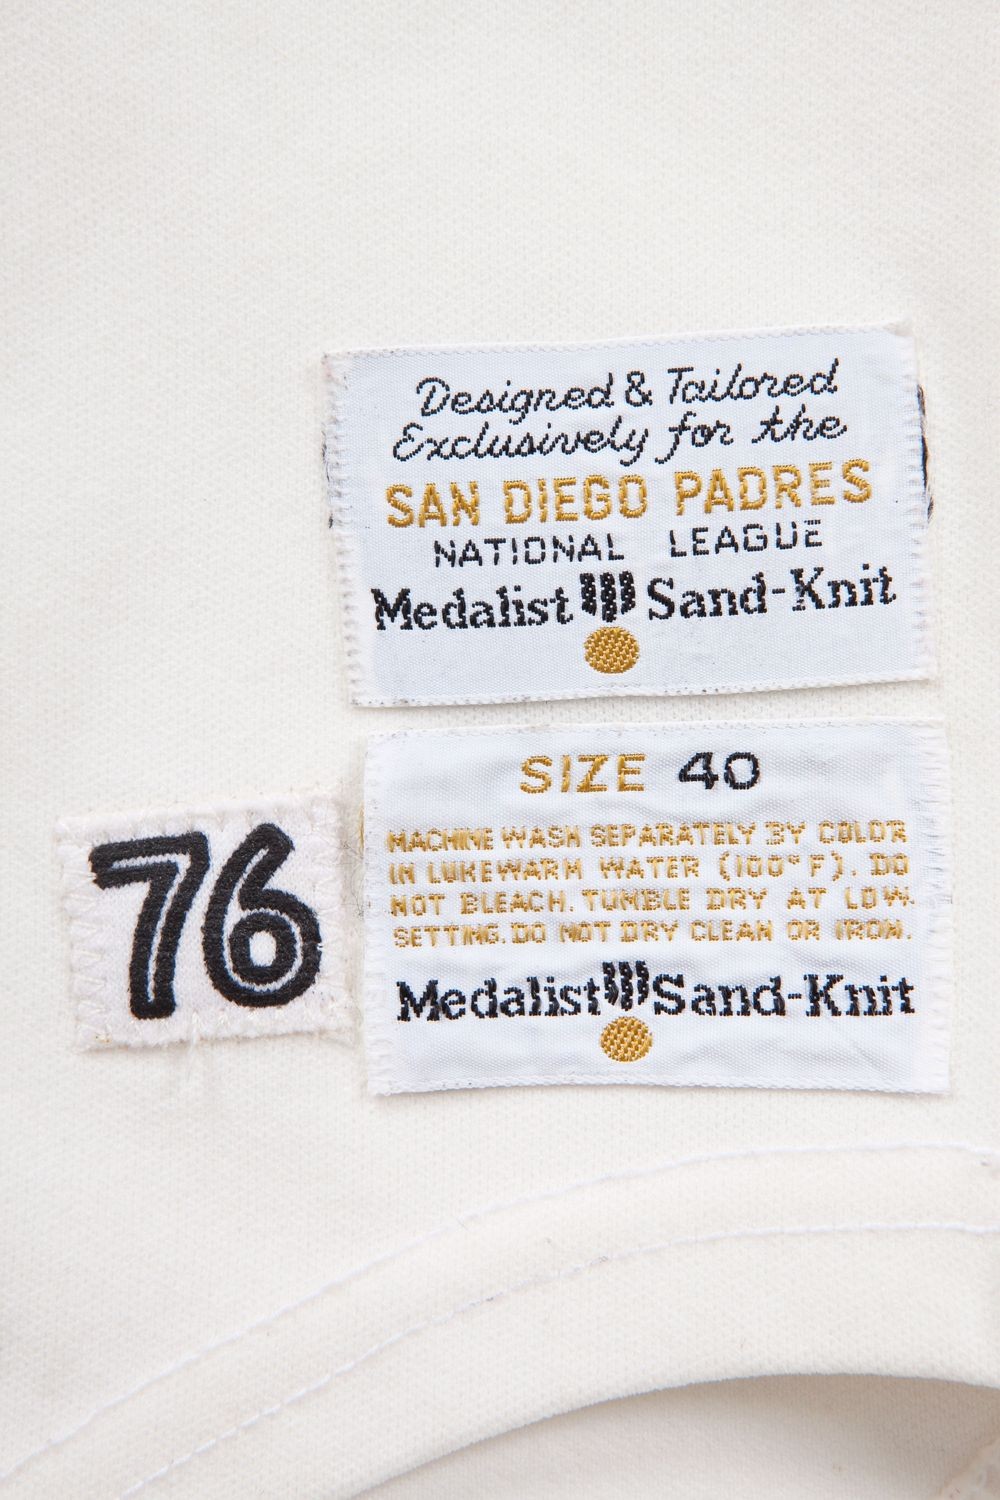 Designed & Tailored
Exclusively for the
SAN DIEGO PADRES
NATIONAL LEAGUE
Medalist Sand-Knit
76
SIZE 40
MACHINE WASH SEPARATELY BY COLOR
IN LUKEWARM WATER (100° F). DO
NOT BLEACH. TUMBLE DRY AT LOW
SETTING. DO NOT DRY CLEAN OR IRON.
Medalist Sand-Knit